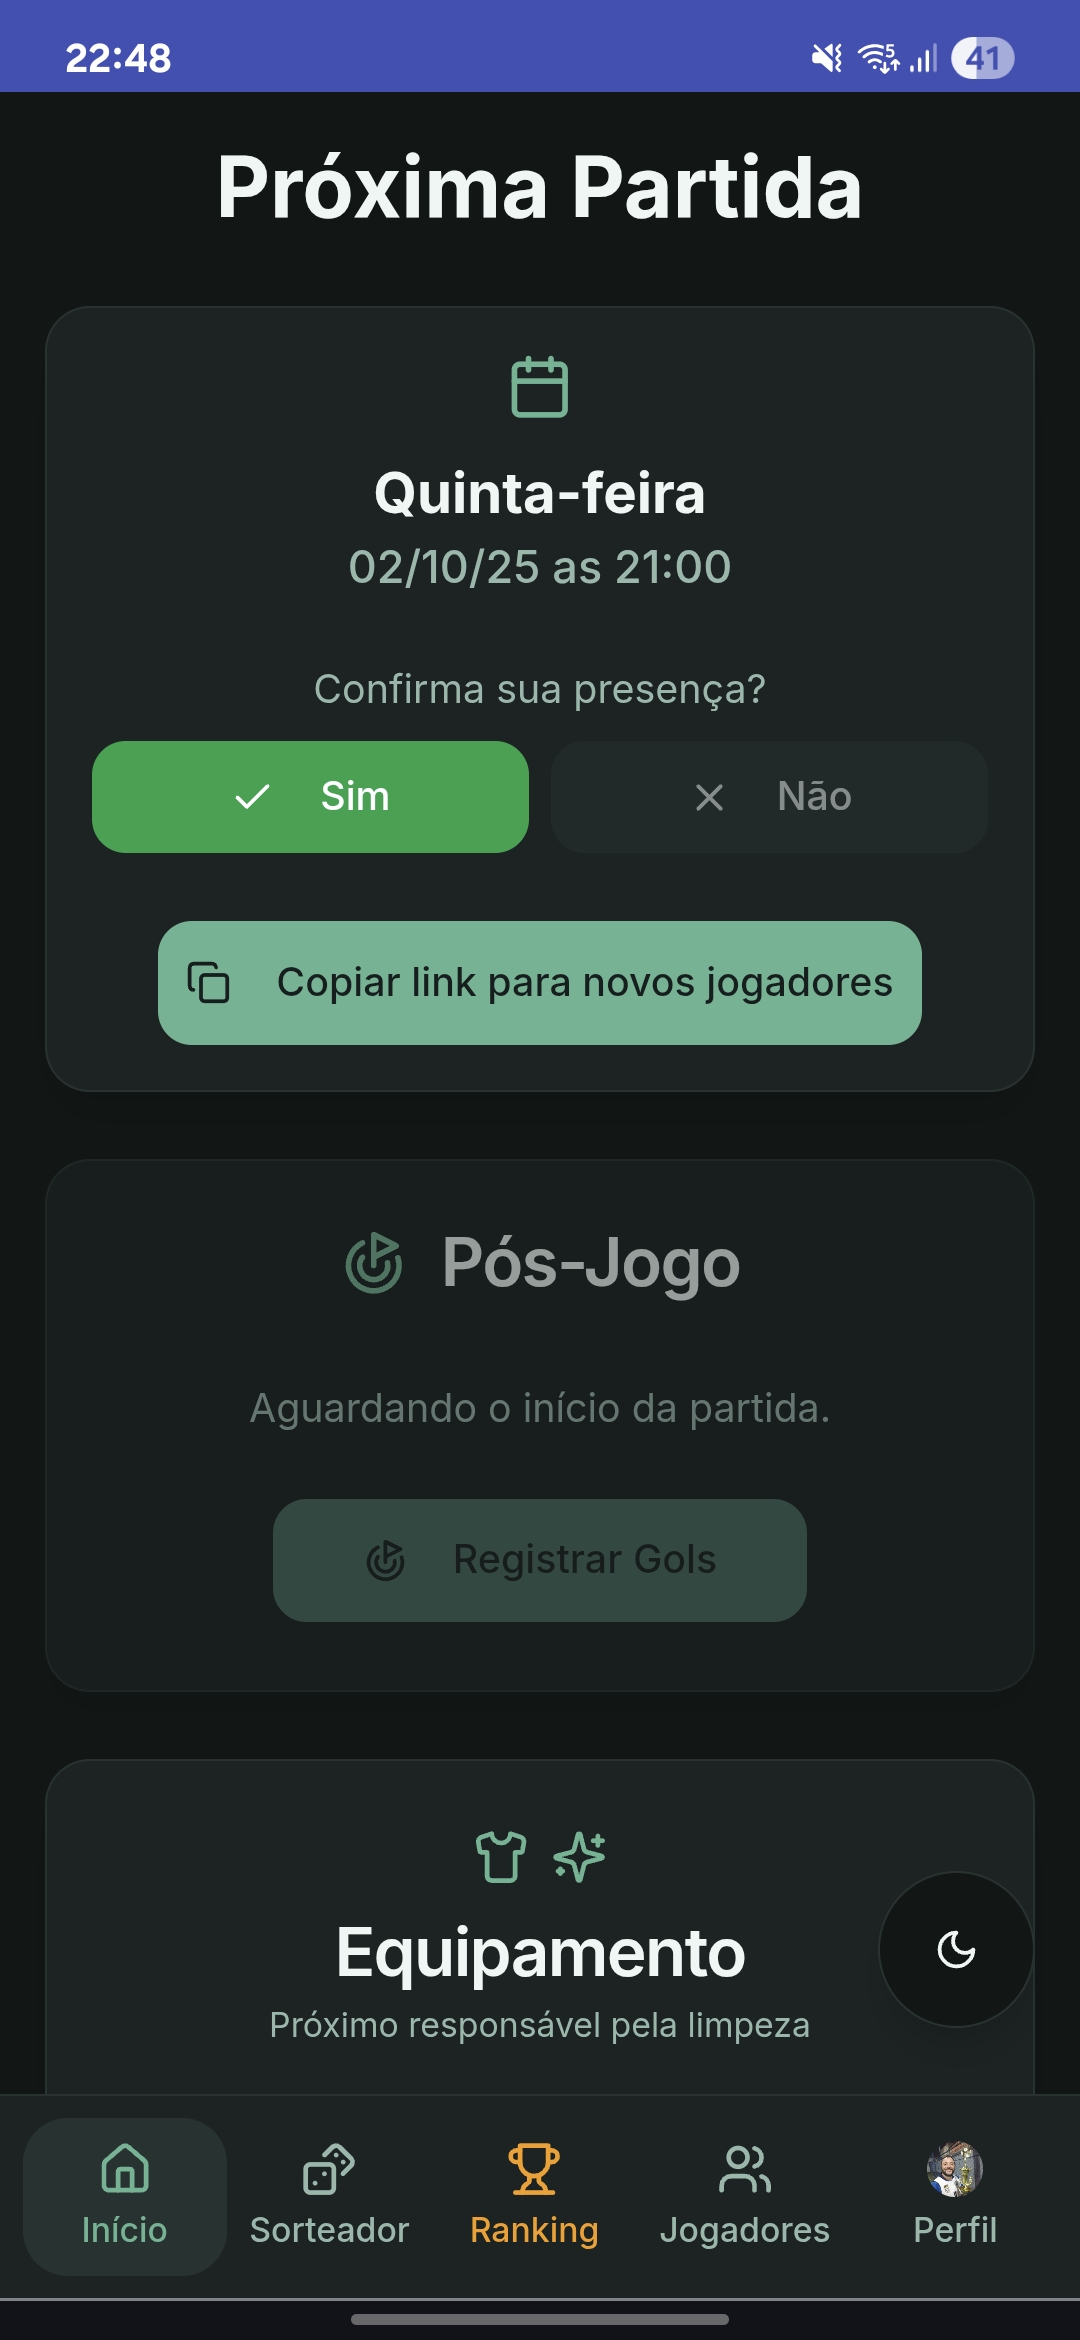 22:48
5
41
Próxima Partida
Quinta-feira
02/10/25 as 21:00
Confirma sua presença?
Sim
Não
Copiar link para novos jogadores
Pós-Jogo
Aguardando o início da partida.
Registrar Gols
Equipamento
Próximo responsável pela limpeza
Início
Sorteador
Ranking
Jogadores
Perfil